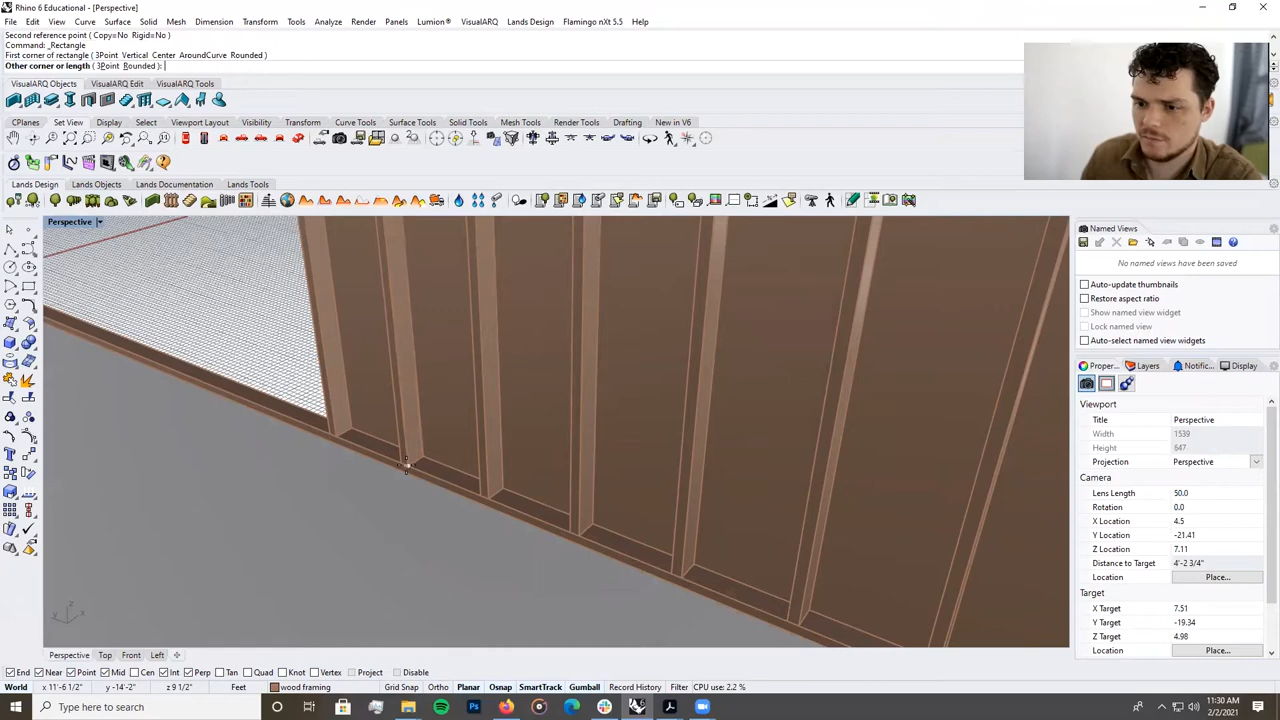 Rhino 6 Educational - [Perspective]
File Edit View Curve Surface Solid Mesh Dimension Transform Tools Analyze Render Panels Lumion® VisualARQ Lands Design Flamingo nXt 5.5 Help
Second reference point ( Copy=No Rigid=No )
Command: _Rectangle
First corner of rectangle ( 3Point Vertical Center AroundCurve Rounded )
Other corner or length ( 3Point Rounded ):
VisualARQ Objects VisualARQ Edit VisualARQ Tools
CPlanes Set View Display Select Viewport Layout Visibility Transform Curve Tools Surface Tools Solid Tools Mesh Tools Render Tools Drafting New in V6
Lands Design Lands Objects Lands Documentation Lands Tools
Perspective
Named Views
No named views have been saved
Auto-update thumbnails
Restore aspect ratio
Show named view widget
Lock named view
Auto-select named view widgets
Proper... Layers Notific... Display
Viewport
Title Perspective
Width 1539
Height 647
Projection Perspective
Camera
Lens Length 50.0
Rotation 0.0
X Location 4.5
Y Location -21.41
Z Location 7.11
Distance to Target 4'-2 3/4"
Location Place...
Target
X Target 7.51
Y Target -19.34
Z Target 4.98
Location Place...
z
y x
Perspective Top Front Left
End Near Point Mid Cen Int Perp Tan Quad Knot Vertex Project Disable
World x 11'-6 1/2" y -14'-2" z 9 1/2" Feet wood framing Grid Snap Ortho Planar Osnap SmartTrack Gumball Record History Filter CPU use: 2.2 %
Type here to search
11:30 AM
2/2/2021